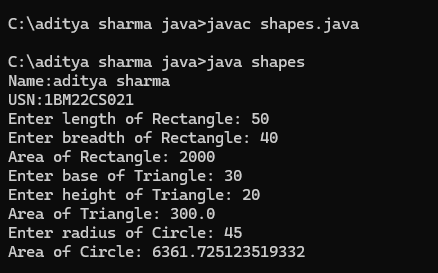 C:\aditya sharma java>javac shapes.java
C:\aditya sharma java>java shapes
Name:aditya sharma
USN:1BM22CS021
Enter length of Rectangle: 50
Enter breadth of Rectangle: 40
Area of Rectangle: 2000
Enter base of Triangle: 30
Enter height of Triangle: 20
Area of Triangle: 300.0
Enter radius of Circle: 45
Area of Circle: 6361.725123519332